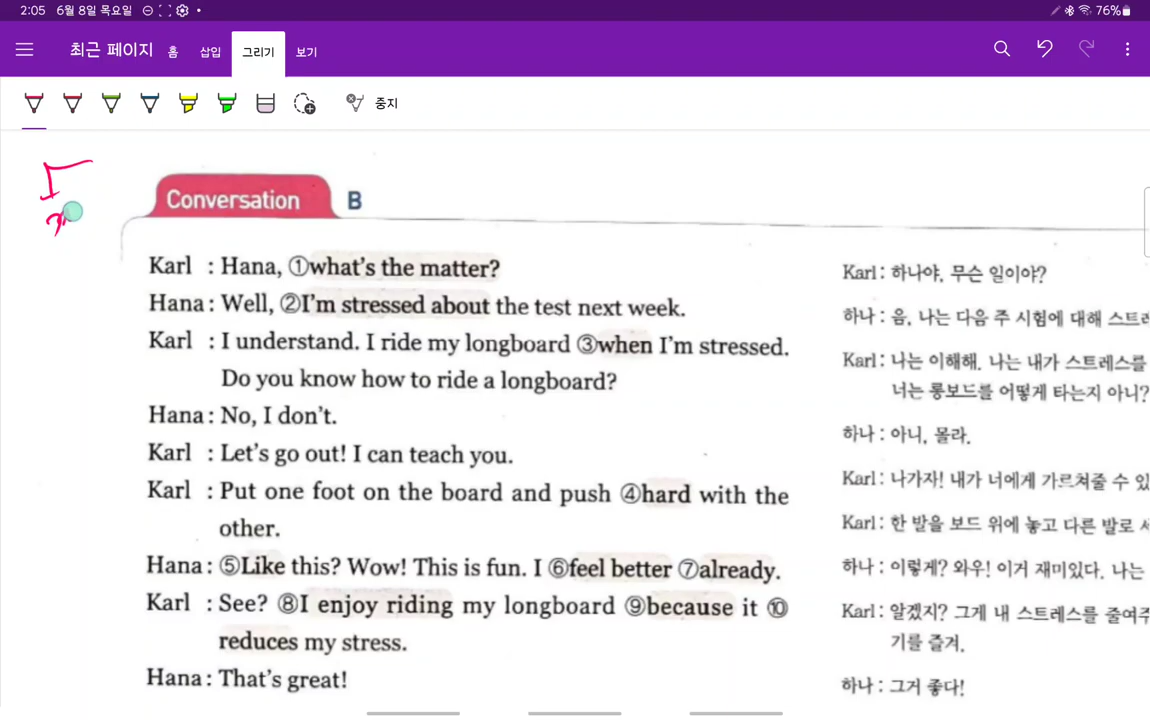 2:05 6월 8일 목요일
76%
최근 페이지 홈 삽입 그리기 보기
중지
Conversation B
Karl : Hana, ①what's the matter?
Hana : Well, ②I'm stressed about the test next week.
Karl : I understand. I ride my longboard ③when I'm stressed.
Do you know how to ride a longboard?
Hana : No, I don't.
Karl : Let's go out! I can teach you.
Karl : Put one foot on the board and push ④hard with the
other.
Hana : ⑤Like this? Wow! This is fun. I ⑥feel better ⑦already.
Karl : See? ⑧I enjoy riding my longboard ⑨because it ⑩
reduces my stress.
Hana : That's great!
Karl : 하나야, 무슨 일이야?
하나 : 음, 나는 다음 주 시험에 대해
Karl : 나는 이해해. 나는 내가 스트레스를
너는 롱보드를 어떻게 타는지 아니?
하나 : 아니, 몰라.
Karl : 나가자! 내가 너에게 가르쳐줄 수
Karl : 한 발을 보드 위에 놓고 다른 발로
하나 : 이렇게? 와우! 이거 재미있다. 나는
Karl : 알겠지? 그게 내 스트레스를
기를 즐겨.
하나 : 그거 좋다!